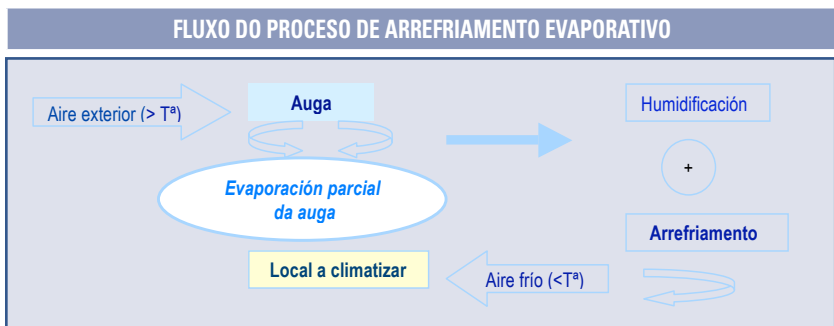 FLUXO DO PROCESO DE ARREFRIAMENTO EVAPORATIVO
Aire exterior (> Tª)
Auga
Evaporación parcial
da auga
Humidificación
+
Arrefriamento
Aire frío (<Tª)
Local a climatizar